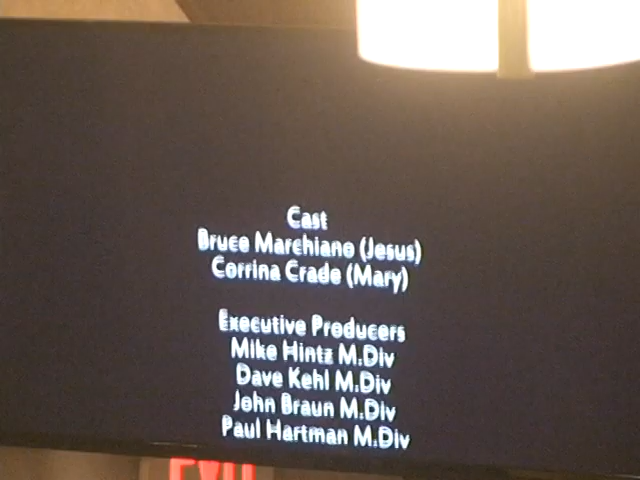 Cast
Bruce Marchiano (Jesus)
Corrina Crade (Mary)
Executive Producers
Mike Hintz M.Div
Dave Kehl M.Div
John Braun M.Div
Paul Hartman M.Div
EXIT